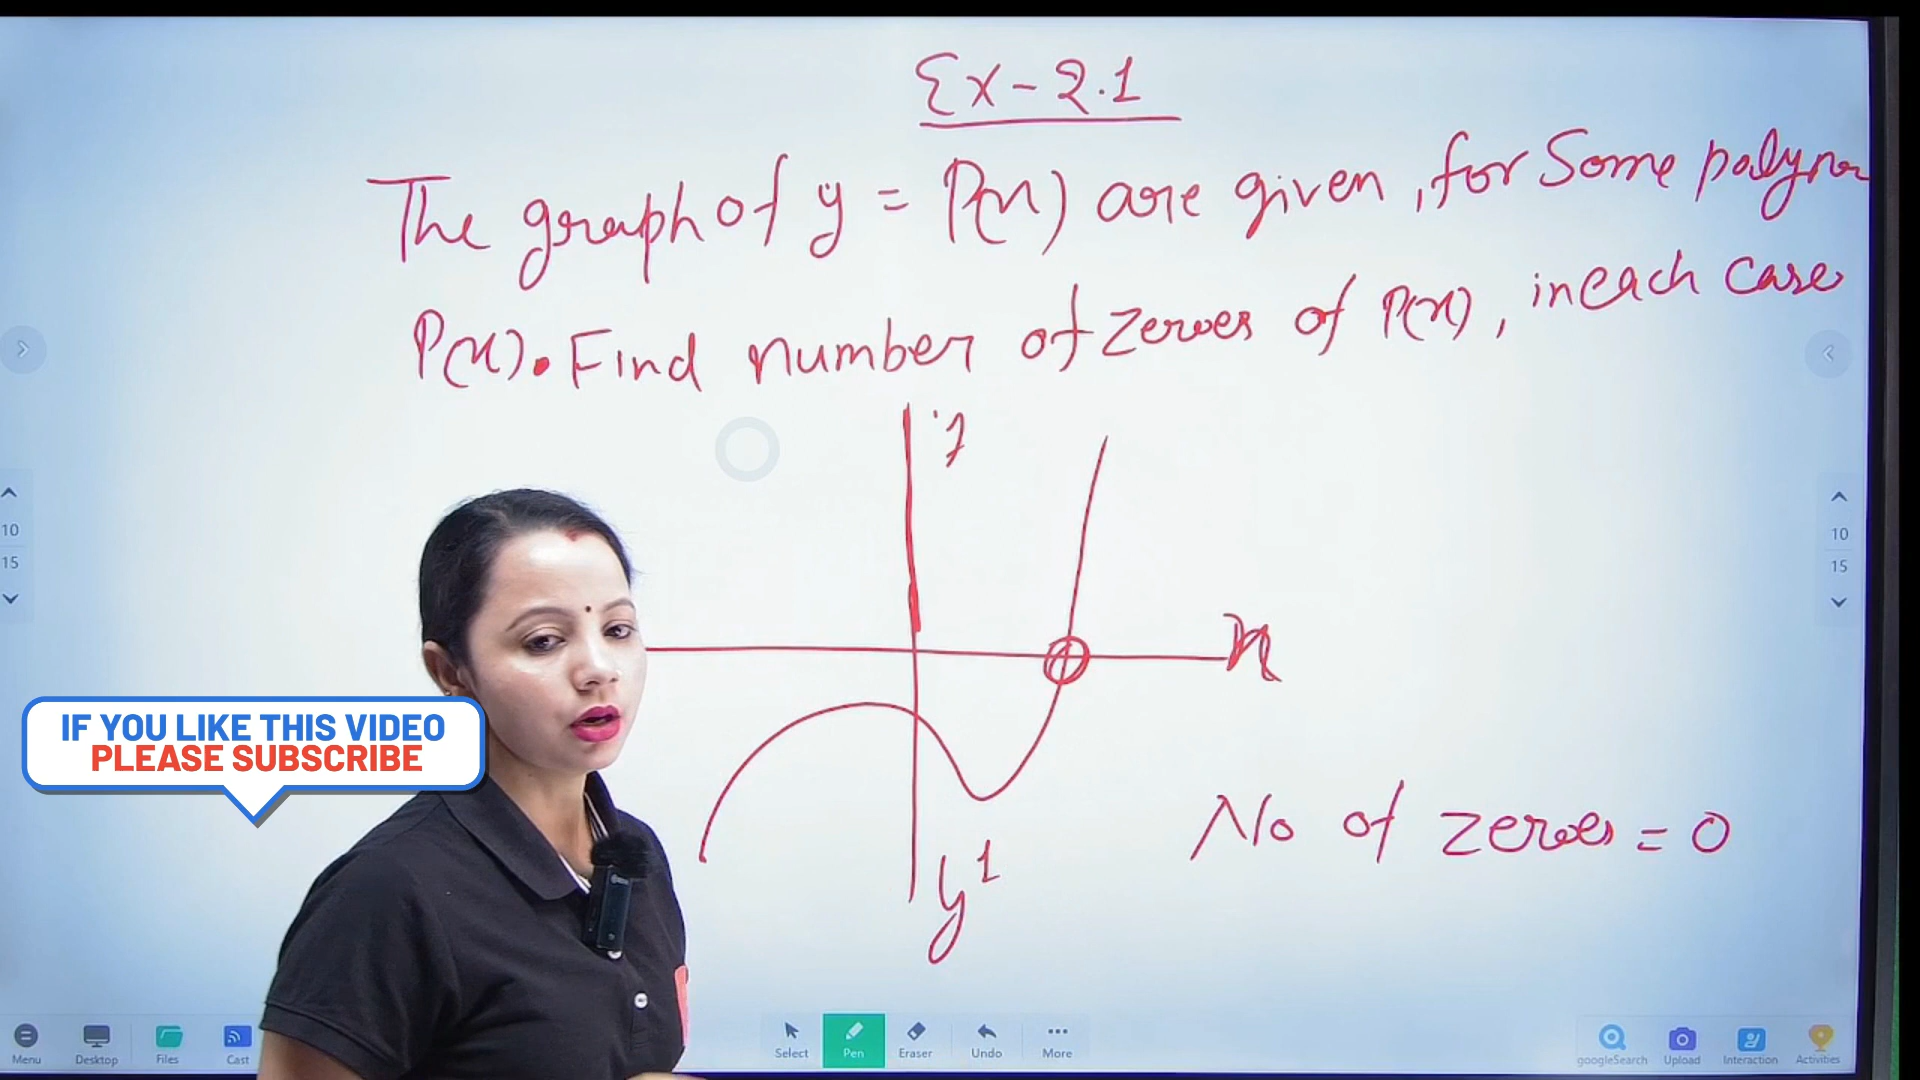 Ex-2.1
The graph of y = P(x) are given, for Some polyno
P(x). Find number of zeroes of P(x), in each case
y
x
IF YOU LIKE THIS VIDEO
PLEASE SUBSCRIBE
No of zeroes = 0
y1
10
15
10
15
Menu
Desktop
Files
Cast
Select
Pen
Eraser
Undo
More
googleSearch
Upload
Interaction
Activities